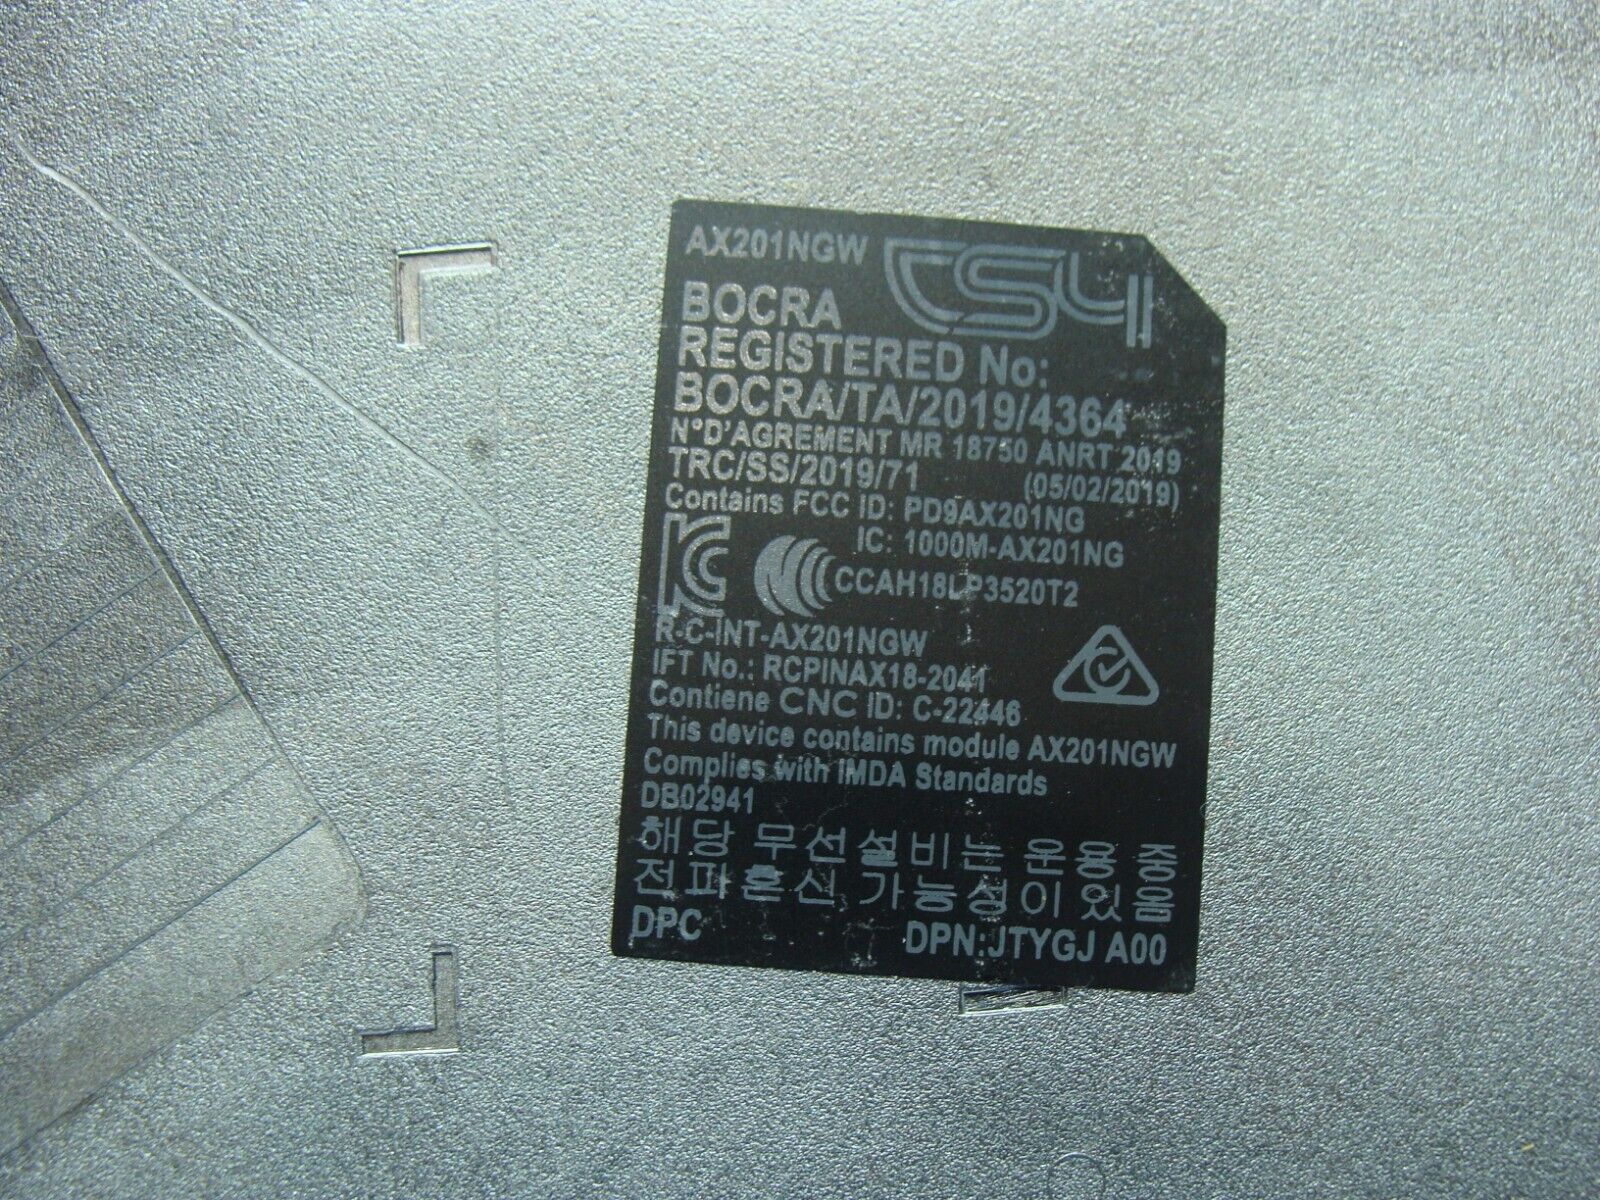 AX201NGW
BOCRA
REGISTERED No:
BOCRA/TA/2019/4364
N°D'AGREMENT MR 18750 ANRT 2019
TRC/SS/2019/71 (05/02/2019)
Contains FCC ID: PD9AX201NG
IC: 1000M-AX201NG
CCAH18LP3520T2
R-C-INT-AX201NGW
IFT No.: RCPINAX18-2041
Contiene CNC ID: C-22446
This device contains module AX201NGW
Complies with IMDA Standards
DB02941
해당 무선설비는 운용 중
전파혼신 가능성이 있음
DPC DPN:JTYGJ A00